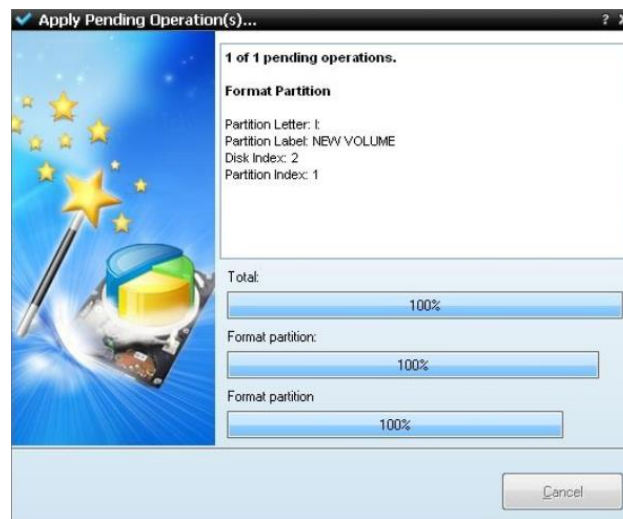 Apply Pending Operation(s)...
?
1 of 1 pending operations.
Format Partition
Partition Letter: I:
Partition Label: NEW VOLUME
Disk Index: 2
Partition Index: 1
Total:
100%
Format partition:
100%
Format partition
100%
Cancel